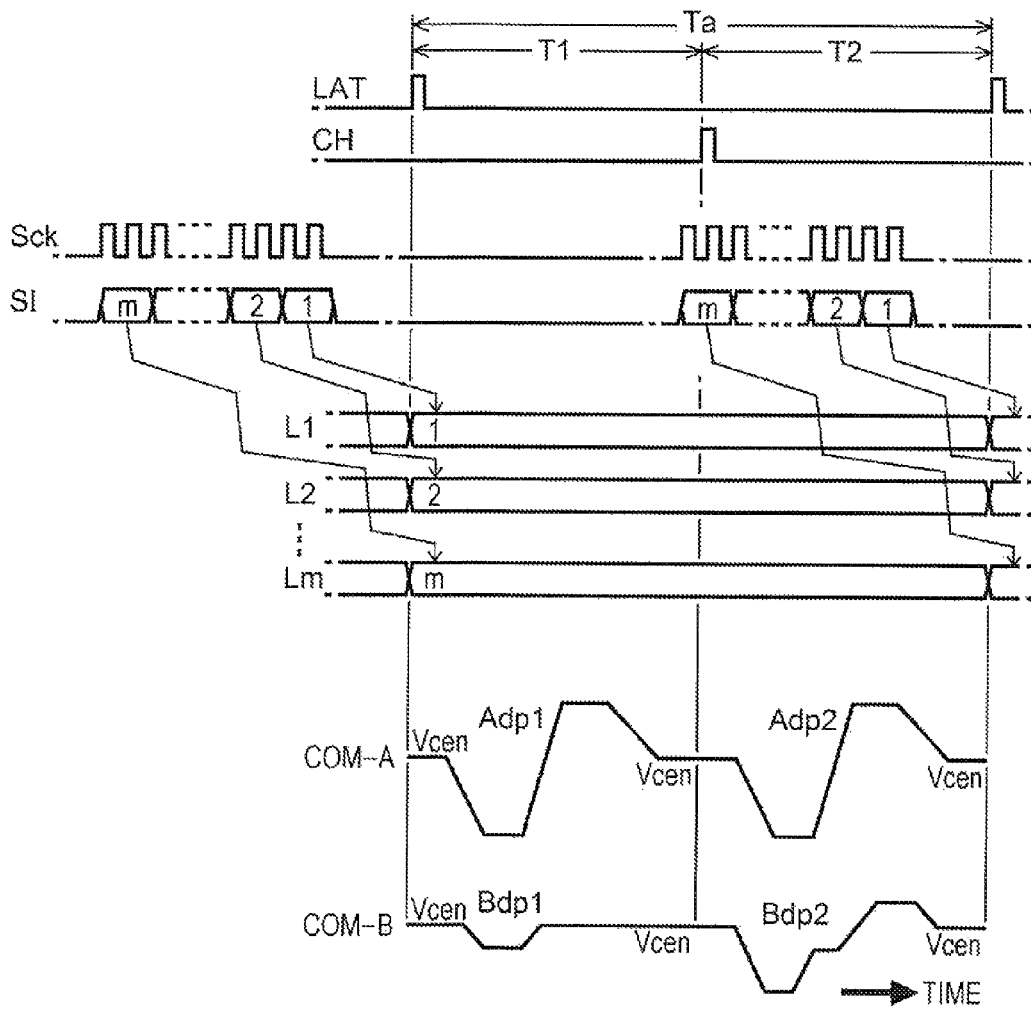 Ta
T1 T2
LAT
CH
Sck
SI m 2 1 m 2 1
L1 1
L2 2
Lm m
Adp1 Adp2
Vcen
COM-A
Vcen Vcen
Bdp1 Bdp2
Vcen
COM-B
Vcen Vcen
TIME